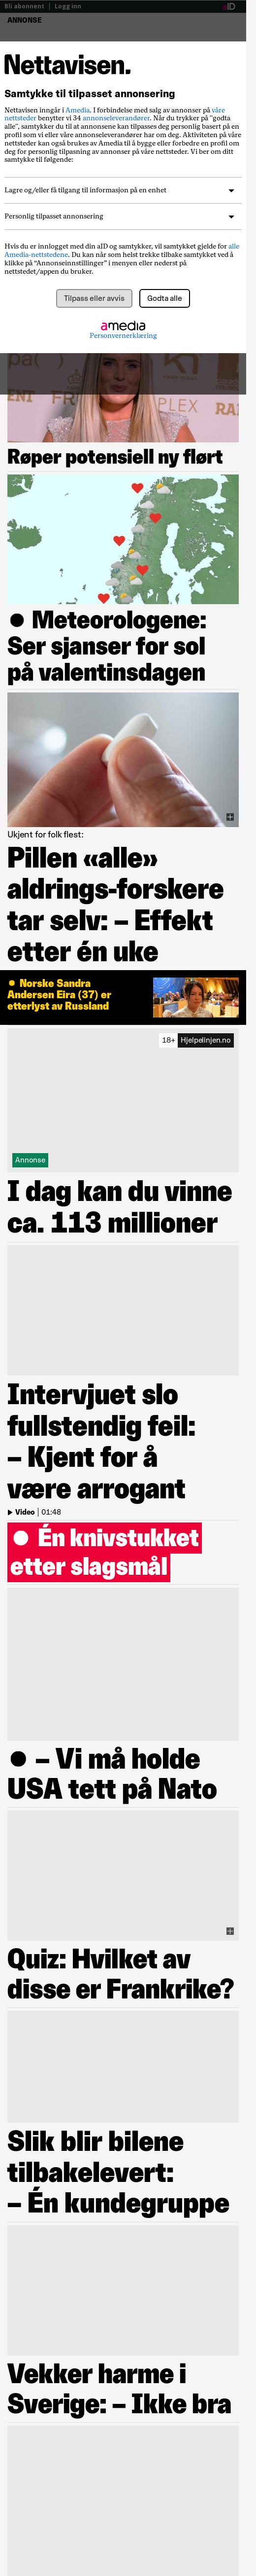 Bli abonnent | Logg inn
aID
ANNONSE
Nettavisen.
Samtykke til tilpasset annonsering
Nettavisen inngår i Amedia. I forbindelse med salg av annonser på våre
nettsteder benytter vi 34 annonseleverandører. Når du trykker på "godta
alle", samtykker du til at annonsene kan tilpasses deg personlig basert på en
profil som vi eller våre annonseleverandører har om deg. Aktiviteten på våre
nettsteder kan også brukes av Amedia til å bygge eller forbedre en profil om
deg for personlig tilpasning av annonser på våre nettsteder. Vi ber om ditt
samtykke til følgende:
Lagre og/eller få tilgang til informasjon på en enhet
Personlig tilpasset annonsering
Hvis du er innlogget med din aID og samtykker, vil samtykket gjelde for alle
Amedia-nettstedene. Du kan når som helst trekke tilbake samtykket ved å
klikke på “Annonseinnstillinger” i menyen eller nederst på
nettstedet/appen du bruker.
Tilpass eller avvis
Godta alle
amedia
Personvernerklæring
Røper potensiell ny flørt
Meteorologene:
Ser sjanser for sol
på valentinsdagen
Ukjent for folk flest:
Pillen «alle»
aldrings-forskere
tar selv: – Effekt
etter én uke
Norske Sandra
Andersen Eira (37) er
etterlyst av Russland
18+ Hjelpelinjen.no
Annonse
I dag kan du vinne
ca. 113 millioner
Intervjuet slo
fullstendig feil:
– Kjent for å
være arrogant
Video | 01:48
Én knivstukket
etter slagsmål
– Vi må holde
USA tett på Nato
Quiz: Hvilket av
disse er Frankrike?
Slik blir bilene
tilbakelevert:
– Én kundegruppe
Vekker harme i
Sverige: – Ikke bra